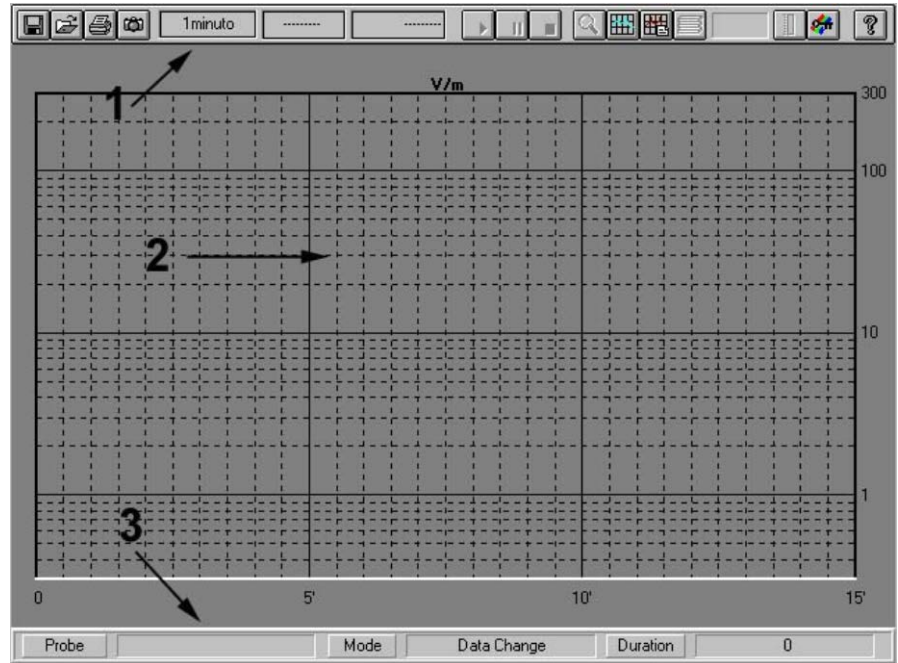 1minuto --------- ---------
?
V/m
1
300
100
2
10
1
3
0 5' 10' 15'
Probe Mode Data Change Duration 0